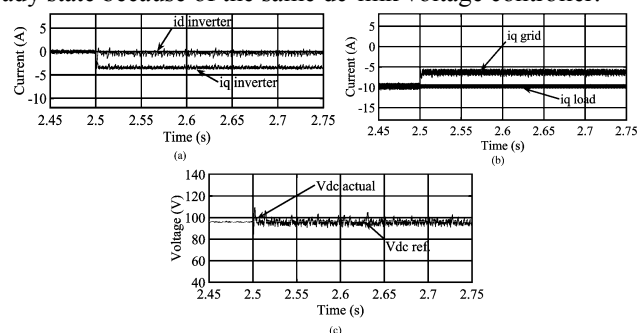 ady state because of the same dc-link voltage controller.
id inverter
Current (A)
5
0
-5
-10
iq inverter
2.45 2.5 2.55 2.6 2.65 2.7 2.75
Time (s)
(a)
iq grid
Current (A)
5
0
-5
-10
-15
iq load
2.45 2.5 2.55 2.6 2.65 2.7 2.75
Time (s)
(b)
Voltage (V)
140
120
100
80
60
40
Vdc actual
Vdc ref.
2.45 2.5 2.55 2.6 2.65 2.7 2.75
Time (s)
(c)